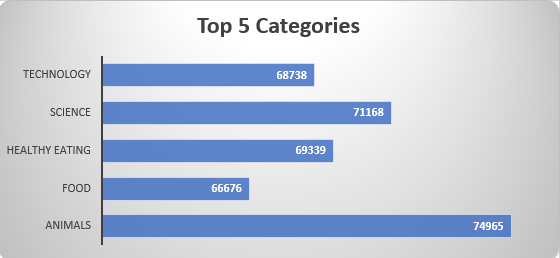 Top 5 Categories
TECHNOLOGY 68738
SCIENCE 71168
HEALTHY EATING 69339
FOOD 66676
ANIMALS 74965